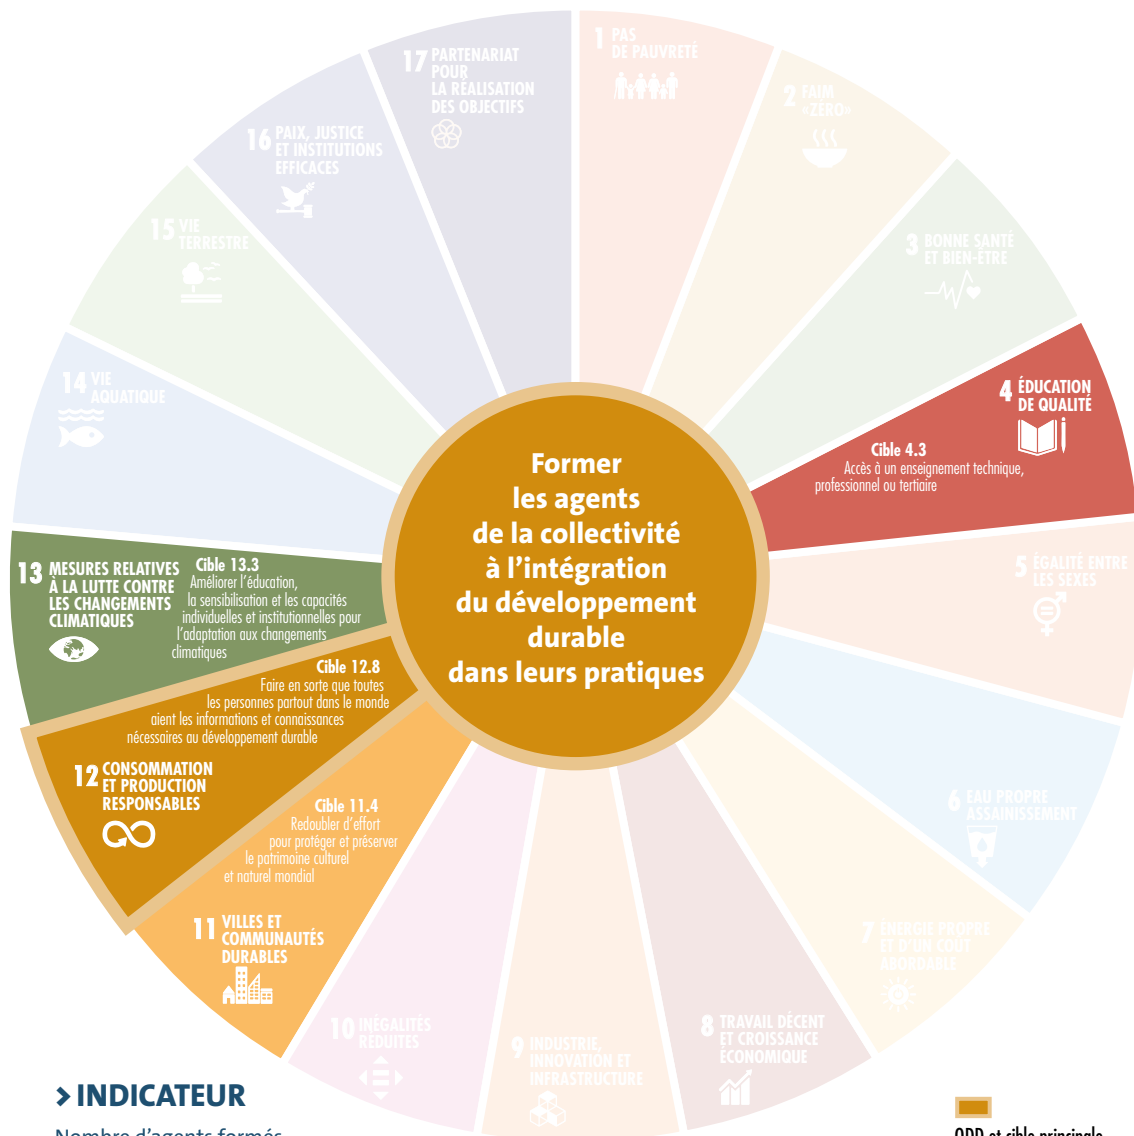 1 PAS
DE PAUVRETÉ
2 FAIM
«ZÉRO»
3 BONNE SANTÉ
ET BIEN-ÊTRE
4 ÉDUCATION
DE QUALITÉ
Cible 4.3
Accès à un enseignement technique,
professionnel ou tertiaire
5 ÉGALITÉ ENTRE
LES SEXES
6 EAU PROPRE
ASSAINISSEMENT
7 ÉNERGIE PROPRE
ET D'UN COÛT
ABORDABLE
8 TRAVAIL DÉCENT
ET CROISSANCE
ÉCONOMIQUE
9 INDUSTRIE,
INNOVATION ET
INFRASTRUCTURE
10 INÉGALITÉS
RÉDUITES
11 VILLES ET
COMMUNAUTÉS
DURABLES
Cible 11.4
Redoubler d'effort
pour protéger et préserver
le patrimoine culturel
et naturel mondial
12 CONSOMMATION
ET PRODUCTION
RESPONSABLES
Cible 12.8
Faire en sorte que toutes
les personnes partout dans le monde
aient les informations et connaissances
nécessaires au développement durable
13 MESURES RELATIVES
À LA LUTTE CONTRE
LES CHANGEMENTS
CLIMATIQUES
Cible 13.3
Améliorer l'éducation,
la sensibilisation et les capacités
individuelles et institutionnelles pour
l'adaptation aux changements
climatiques
14 VIE
AQUATIQUE
15 VIE
TERRESTRE
16 PAIX, JUSTICE
ET INSTITUTIONS
EFFICACES
17 PARTENARIAT
POUR
LA RÉALISATION
DES OBJECTIFS
Former
les agents
de la collectivité
à l'intégration
du développement
durable
dans leurs pratiques
> INDICATEUR
Nombre d'agents formés
ODD et cible principale